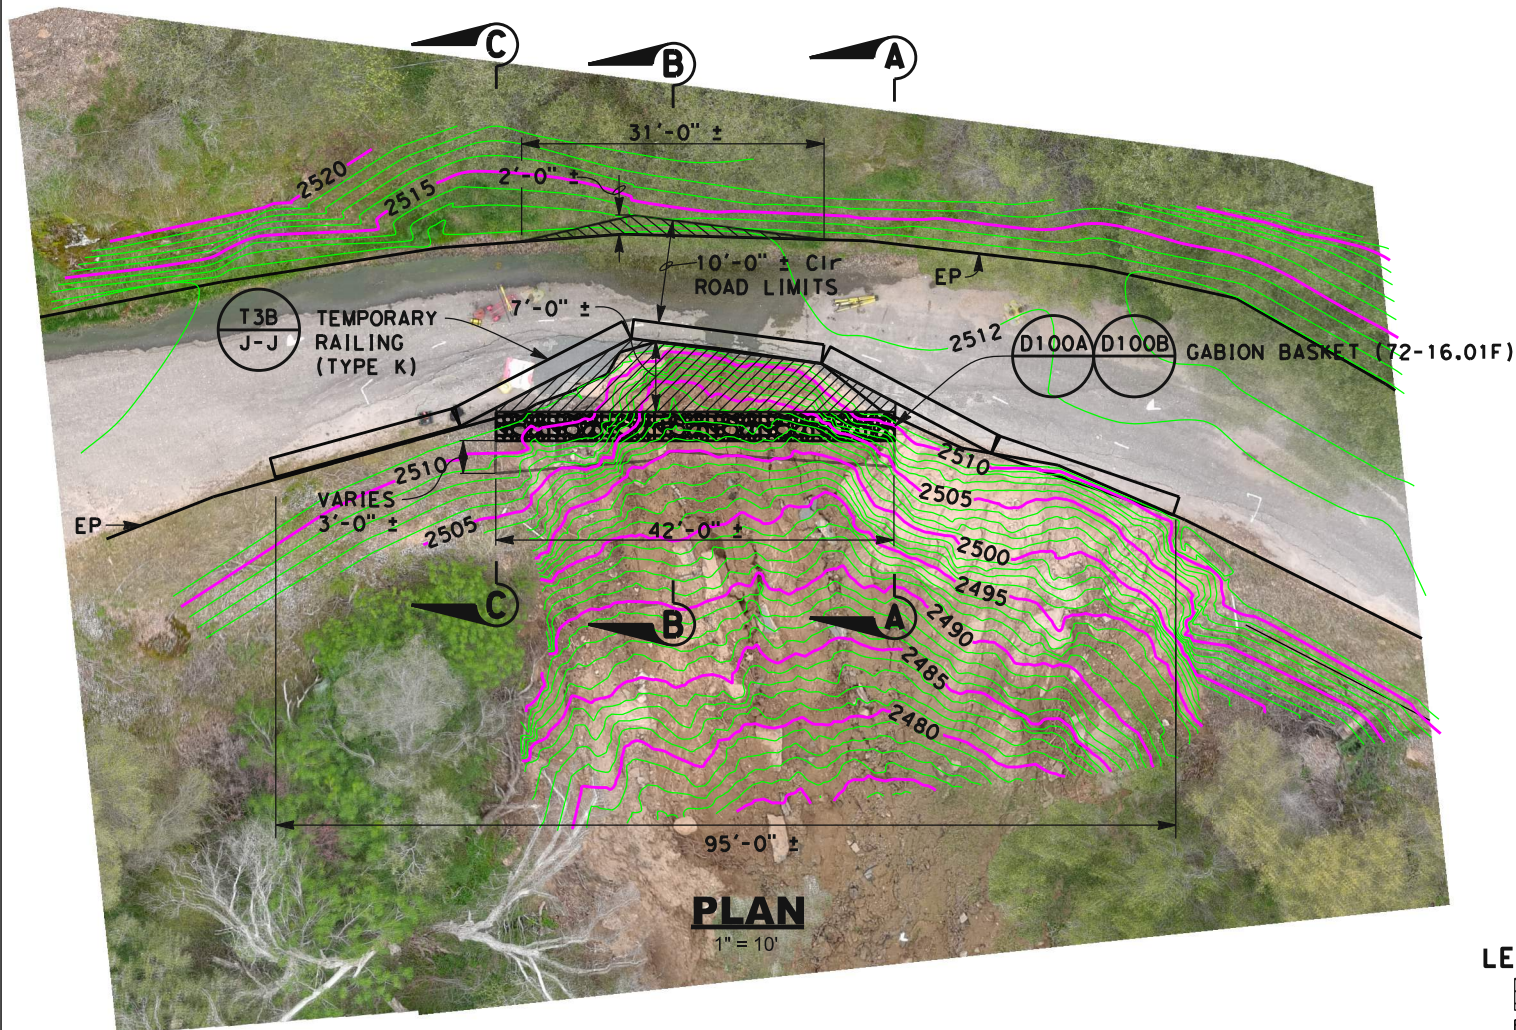 C
B
A
31'-0" ±
2'-0" ±
2520
2515
10'-0" ± Clr
ROAD LIMITS
EP
7'-0" ±
T3B
J-J
TEMPORARY
RAILING
(TYPE K)
2512
D100A
D100B
GABION BASKET (72-16.01F)
2510
2510
VARIES
3'-0" ±
2505
2505
EP
42'-0" ±
2500
2495
C
B
A
2490
2485
2480
95'-0" ±
PLAN
1" = 10'
LE